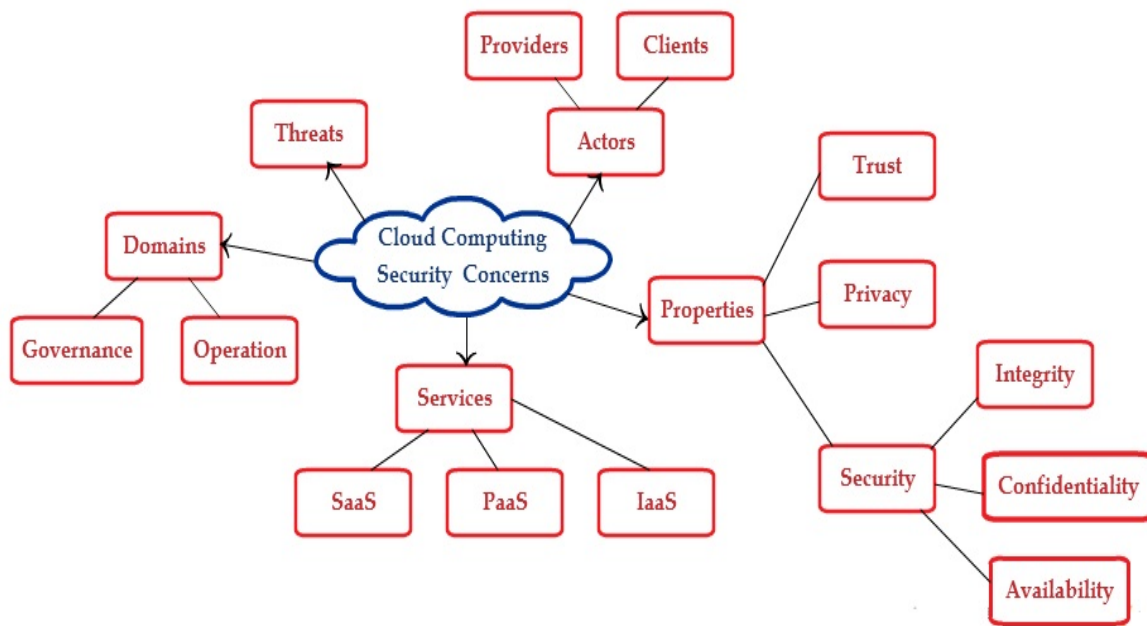 Providers
Clients
Threats
Actors
Trust
Domains
Cloud Computing
Security Concerns
Properties
Privacy
Governance
Operation
Services
Integrity
SaaS
PaaS
IaaS
Security
Confidentiality
Availability